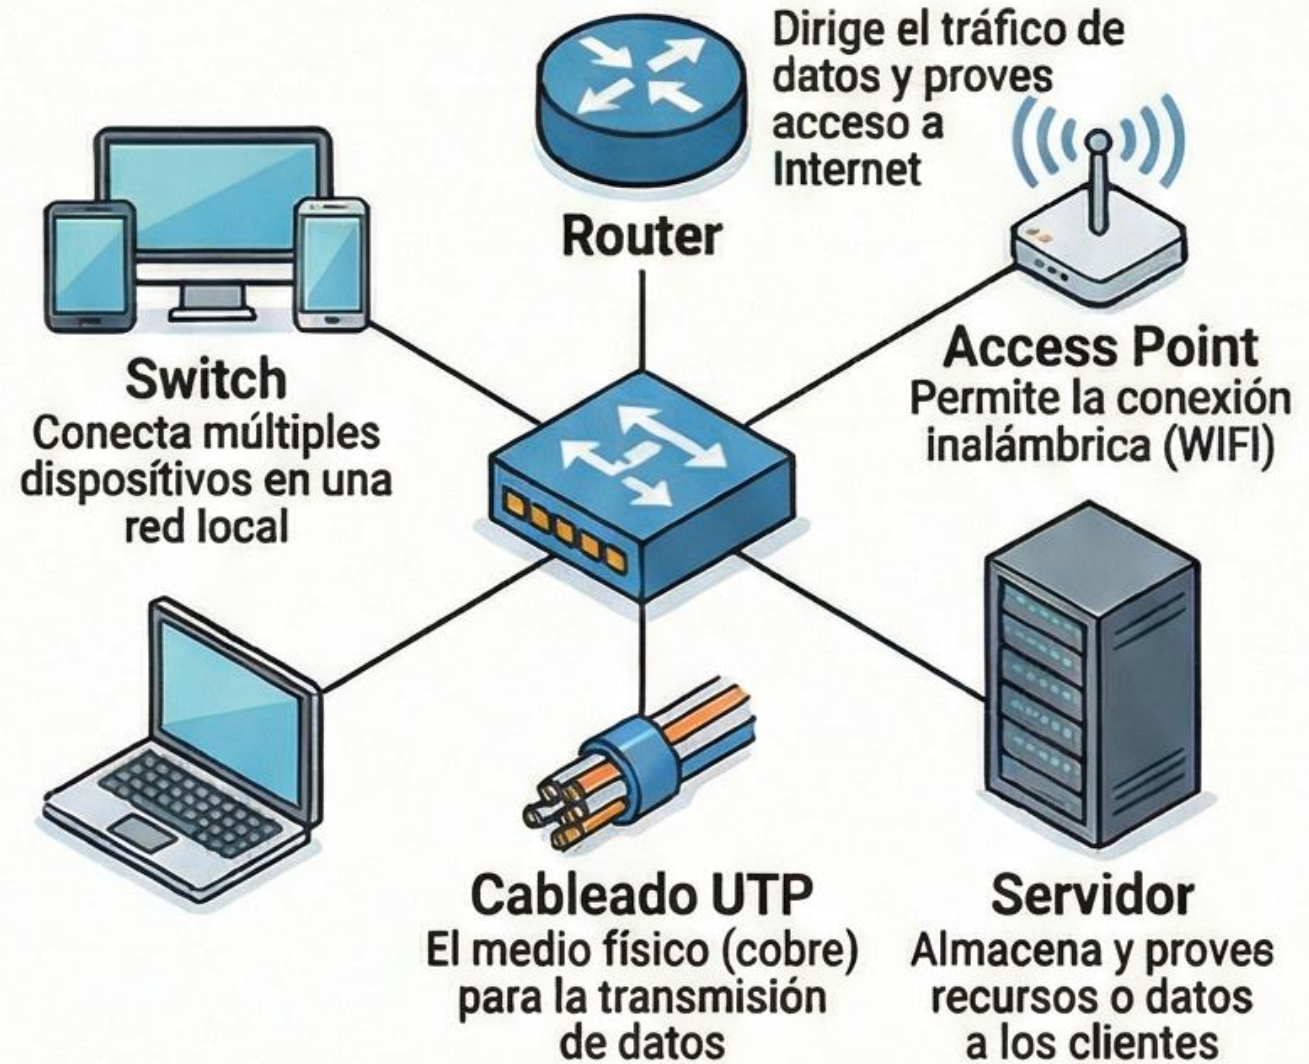 Dirige el tráfico de
datos y proves
acceso a
Internet
Router
Switch
Conecta múltiples
disposítivos en una
red local
Access Point
Permite la conexión
inalámbrica (WIFI)
Cableado UTP
El medio físico (cobre)
para la transmisión
de datos
Servidor
Almacena y proves
recursos o datos
a los clientes